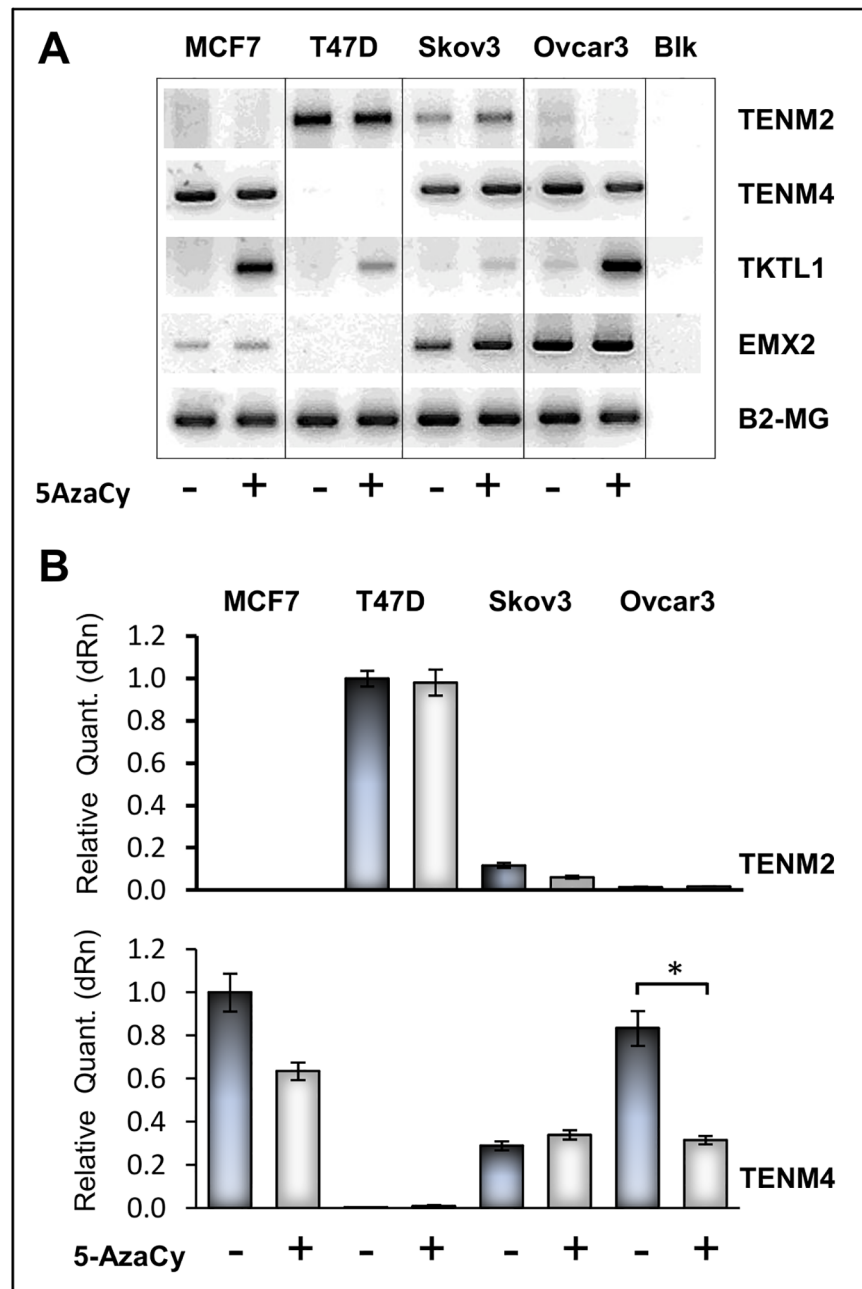 A
MCF7 T47D Skov3 Ovcar3 Blk
TENM2
TENM4
TKTL1
EMX2
B2-MG
5AzaCy - + - + - + - +
B
MCF7 T47D Skov3 Ovcar3
Relative Quant. (dRn)
1.2
1.0
0.8
0.6
0.4
0.2
0.0
TENM2
Relative Quant. (dRn)
1.2
1.0
0.8
0.6
0.4
0.2
0.0
*
TENM4
5-AzaCy - + - + - + - +